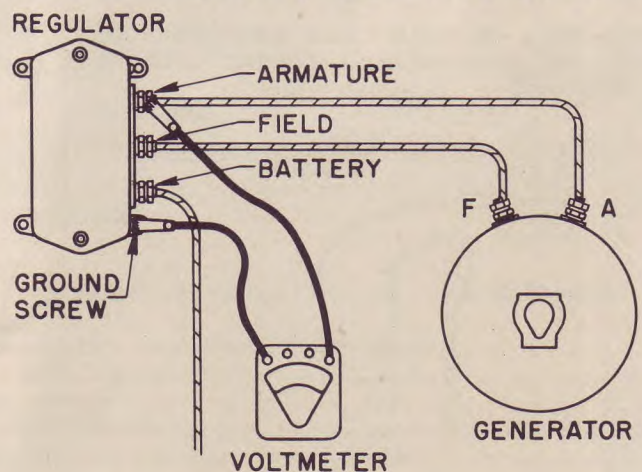 REGULATOR
ARMATURE
FIELD
BATTERY
F
A
GROUND
SCREW
GENERATOR
VOLTMETER